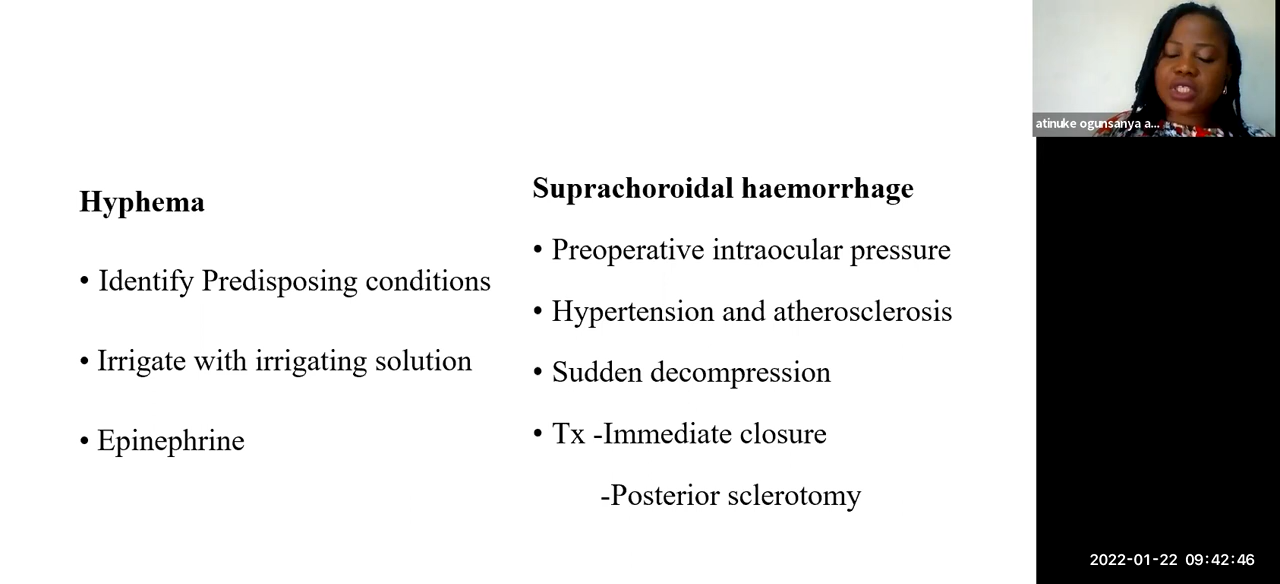 Hyphema
• Identify Predisposing conditions
• Irrigate with irrigating solution
• Epinephrine
Suprachoroidal haemorrhage
• Preoperative intraocular pressure
• Hypertension and atherosclerosis
• Sudden decompression
• Tx -Immediate closure
-Posterior sclerotomy
atinuke ogunsanya a...
2022-01-22 09:42:46